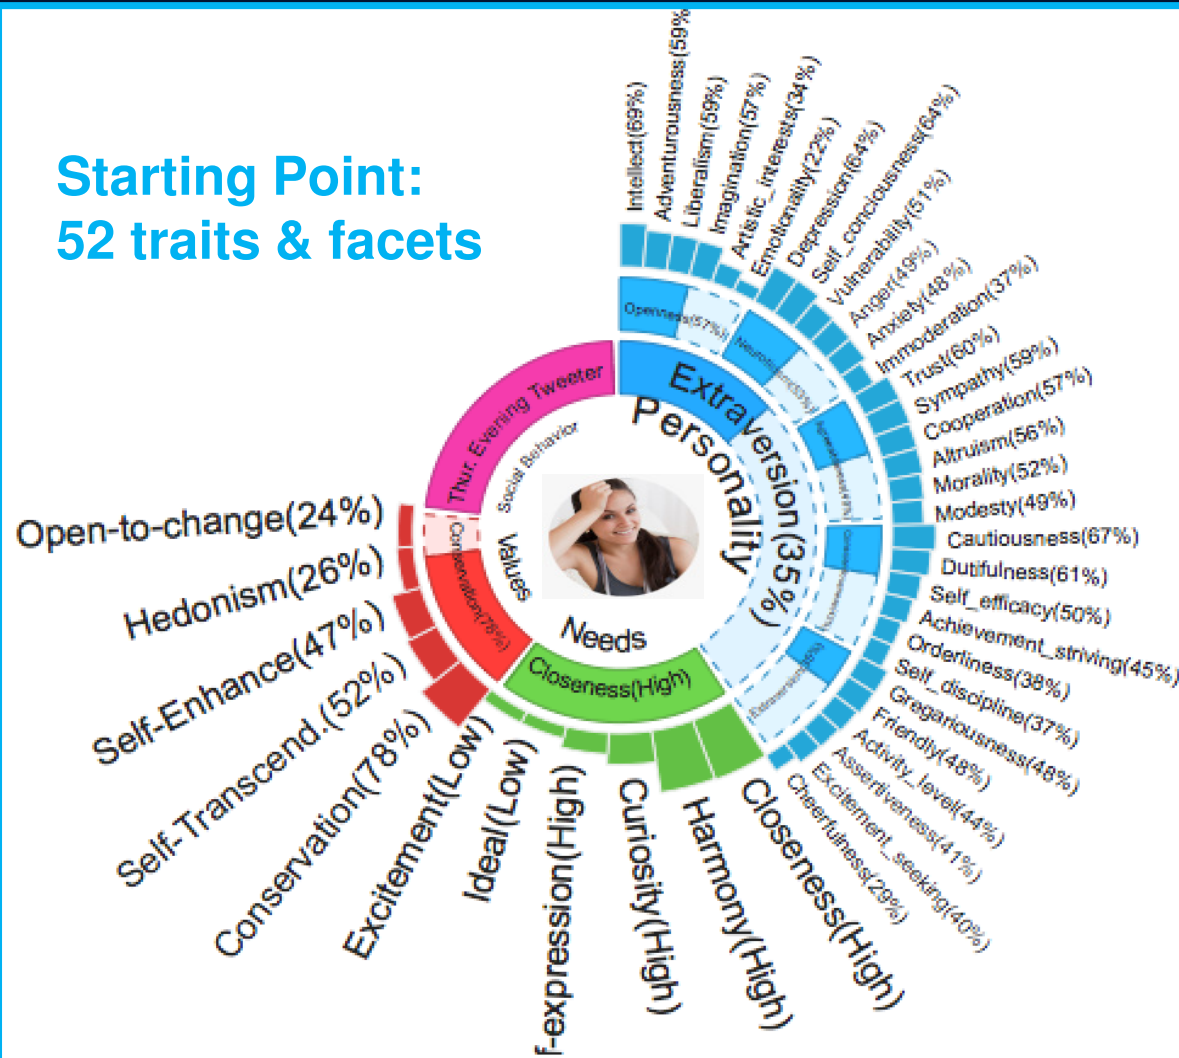 Starting Point:
52 traits & facets
Intellect(69%)
Adventurousness(59%
Liberalism(59%)
Imagination(57%)
Artistic_interests(34%)
Emotionality(22%)
Depression(64%)
Self_conciousness(64%)
Vulnerability(51%)
Anger(49%)
Anxiety(48%)
Immoderation(37%)
Trust(60%)
Sympathy(59%)
Cooperation(57%)
Altruism(56%)
Morality(52%)
Modesty(49%)
Cautiousness(67%)
Dutifulness(61%)
Self_efficacy(50%)
Achievement_striving(45%)
Orderliness(38%)
Self_discipline(37%)
Gregariousness(48%)
Friendly(48%)
Activity_level(44%)
Assertiveness(41%)
Excitement_seeking(40%)
Cheerfulness(29%)
Openness(57%)
Extraversion(35%)
Personality
Thur. Evening Tweeter
Social Behavior
Values
Conservation(78%)
Needs
Closeness(High)
Open-to-change(24%)
Hedonism(26%)
Self-Enhance(47%)
Self-Transcend.(52%)
Conservation(78%)
Excitement(Low)
Ideal(Low)
f-expression(High)
Curiosity(High)
Harmony(High)
Closeness(High)